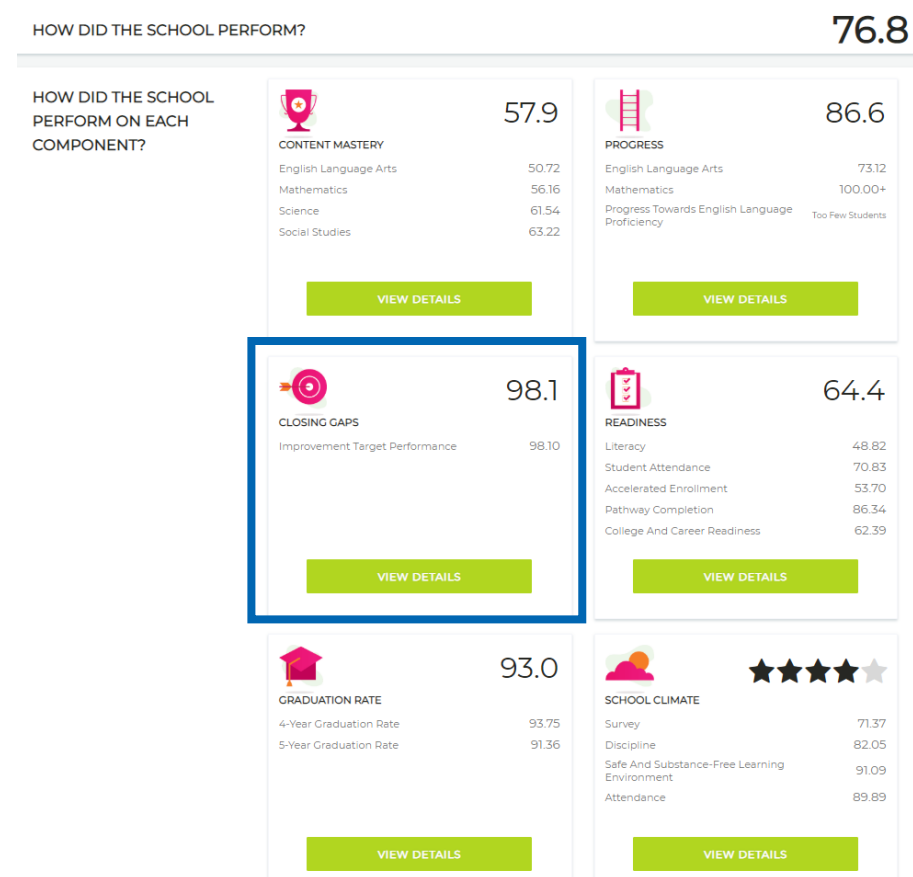 HOW DID THE SCHOOL PERFORM?
76.8
HOW DID THE SCHOOL
PERFORM ON EACH
COMPONENT?
57.9
CONTENT MASTERY
English Language Arts 50.72
Mathematics 56.16
Science 61.54
Social Studies 63.22
VIEW DETAILS
86.6
PROGRESS
English Language Arts 73.12
Mathematics 100.00+
Progress Towards English Language
Proficiency
Too Few Students
VIEW DETAILS
98.1
CLOSING GAPS
Improvement Target Performance 98.10
VIEW DETAILS
64.4
READINESS
Literacy 48.82
Student Attendance 70.83
Accelerated Enrollment 53.70
Pathway Completion 86.34
College And Career Readiness 62.39
VIEW DETAILS
93.0
GRADUATION RATE
4-Year Graduation Rate 93.75
5-Year Graduation Rate 91.36
VIEW DETAILS
SCHOOL CLIMATE
Survey 71.37
Discipline 82.05
Safe And Substance-Free Learning
Environment
91.09
Attendance 89.89
VIEW DETAILS